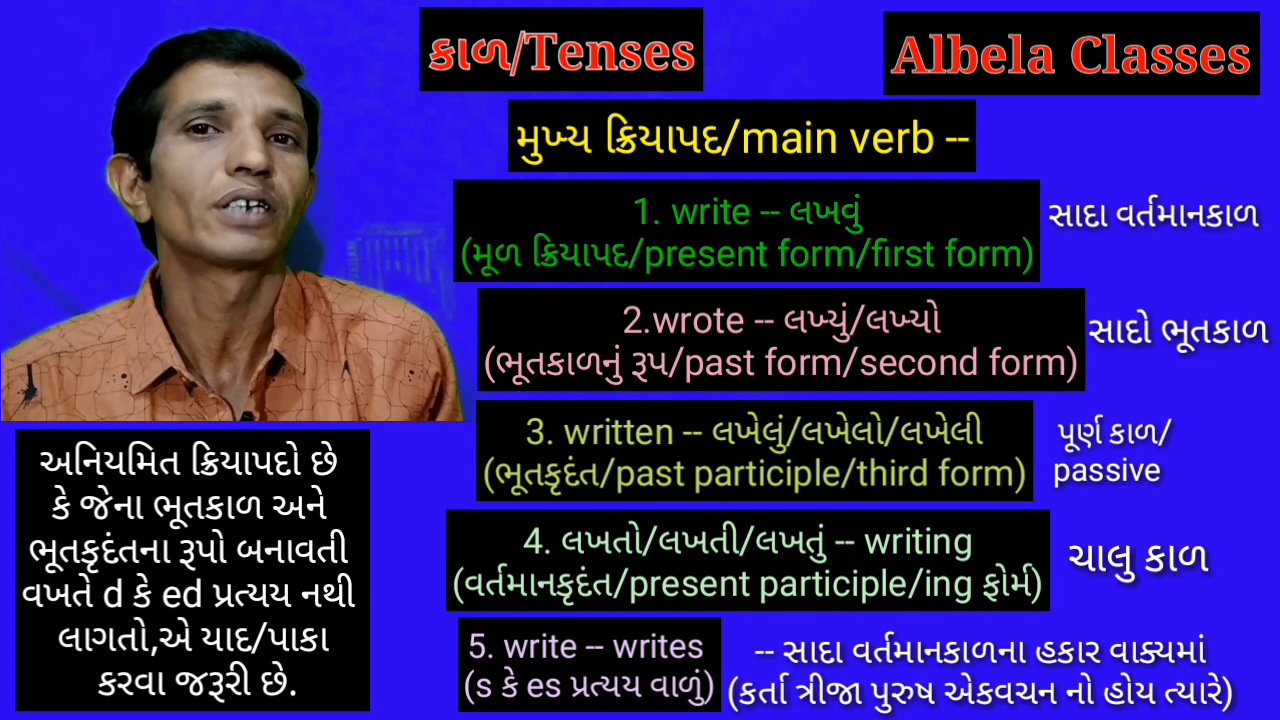 કાળ/Tenses
Albela Classes
મુખ્ય ક્રિયાપદ/main verb --
1. write -- લખવું
(મૂળ ક્રિયાપદ/present form/first form)
સાદા વર્તમાનકાળ
2.wrote -- લખ્યું/લખ્યો
(ભૂતકાળનું રૂપ/past form/second form)
સાદો ભૂતકાળ
3. written -- લખેલું/લખેલો/લખેલી
(ભૂતકૃદંત/past participle/third form)
પૂર્ણ કાળ/
passive
4. લખતો/લખતી/લખતું -- writing
(વર્તમાનકૃદંત/present participle/ing ફોર્મ)
ચાલુ કાળ
5. write -- writes
(s કે es પ્રત્યય વાળું)
-- સાદા વર્તમાનકાળના હકાર વાક્યમાં
(કર્તા ત્રીજા પુરુષ એકવચન નો હોય ત્યારે)
અનિયમિત ક્રિયાપદો છે
કે જેના ભૂતકાળ અને
ભૂતકૃદંતના રૂપો બનાવતી
વખતે d કે ed પ્રત્યય નથી
લાગતો,એ યાદ/પાકા
કરવા જરૂરી છે.